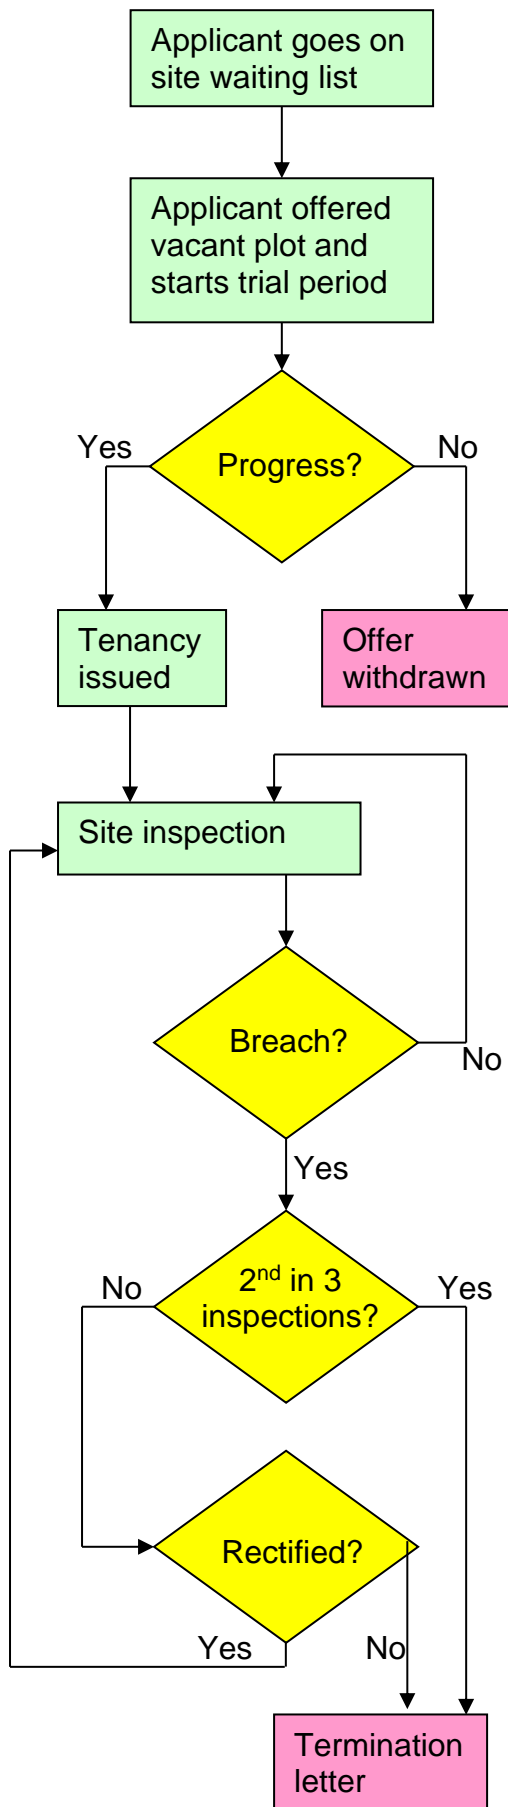 Applicant goes on
site waiting list
Applicant offered
vacant plot and
starts trial period
Yes
No
Progress?
Tenancy
issued
Offer
withdrawn
Site inspection
Breach?
No
Yes
No
2nd in 3
inspections?
Yes
Rectified?
Yes
No
Termination
letter